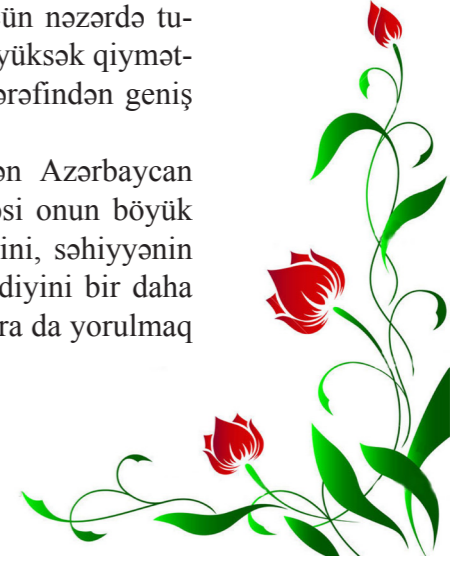 ün nəzərdə tu-
yüksək qiymət-
ərəfindən geniş
ən Azərbaycan
əsi onun böyük
ini, səhiyyənin
diyini bir daha
ra da yorulmaq